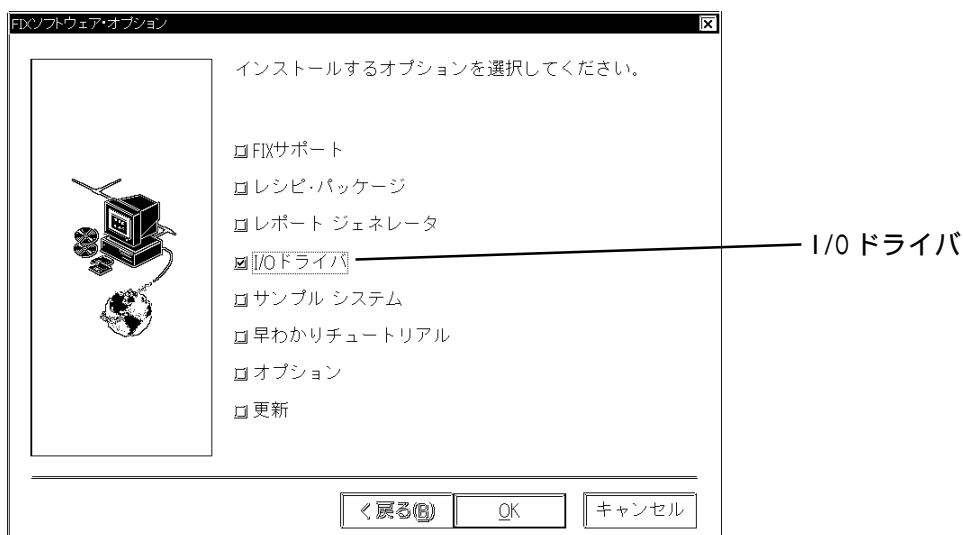 FIXソフトウェア・オプション
インストールするオプションを選択してください。
FIXサポート
レシピ・パッケージ
レポート ジェネレータ
I/Oドライバ
I/Oドライバ
サンプル システム
早わかりチュートリアル
オプション
更新
<戻る(B)
OK
キャンセル